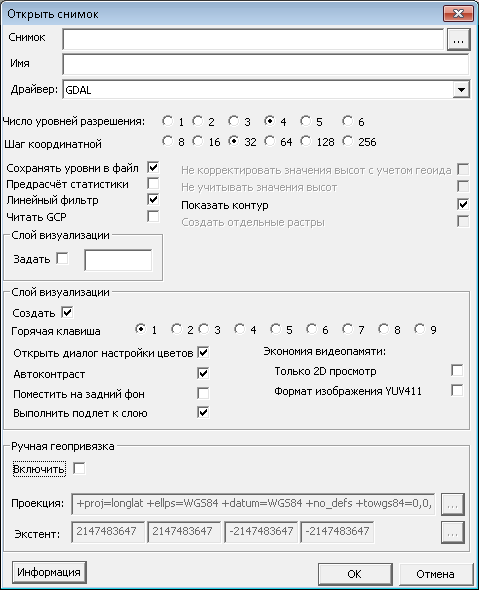 Открыть снимок
Снимок ...
Имя
Драйвер: GDAL
Число уровней разрешения: 1 2 3 4 5 6
Шаг координатной 8 16 32 64 128 256
Сохранять уровни в файл
Предрасчёт статистики
Линейный фильтр
Читать GCP
Не корректировать значения высот с учетом геоида
Не учитывать значения высот
Показать контур
Создать отдельные растры
Слой визуализации
Задать
Слой визуализации
Создать
Горячая клавиша 1 2 3 4 5 6 7 8 9
Открыть диалог настройки цветов
Автоконтраст
Поместить на задний фон
Выполнить подлет к слою
Экономия видеопамяти:
Только 2D просмотр
Формат изображения YUV411
Ручная геопривязка
Включить
Проекция: +proj=longlat +ellps=WGS84 +datum=WGS84 +no_defs +towgs84=0,0, ...
Экстент: 2147483647 2147483647 -2147483647 -2147483647 ...
Информация OK Отмена